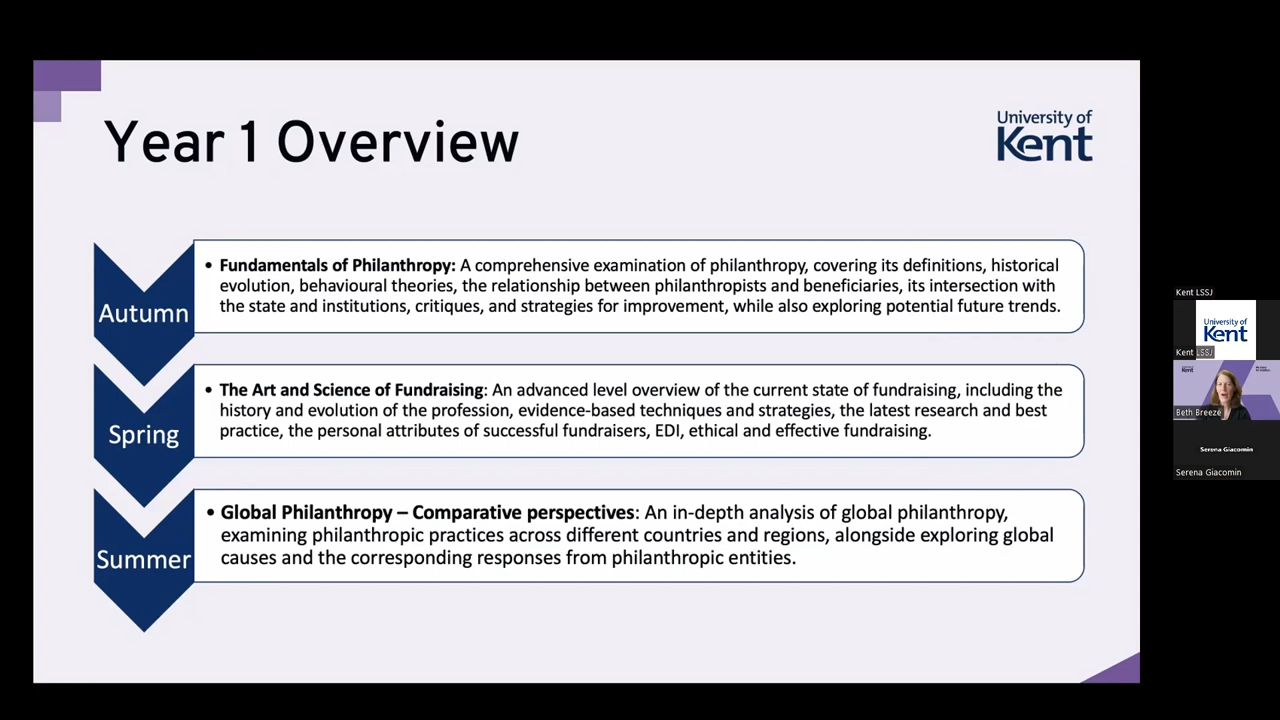 Year 1 Overview
University of
Kent
Autumn
• Fundamentals of Philanthropy: A comprehensive examination of philanthropy, covering its definitions, historical
evolution, behavioural theories, the relationship between philanthropists and beneficiaries, its intersection with
the state and institutions, critiques, and strategies for improvement, while also exploring potential future trends.
Spring
• The Art and Science of Fundraising: An advanced level overview of the current state of fundraising, including the
history and evolution of the profession, evidence-based techniques and strategies, the latest research and best
practice, the personal attributes of successful fundraisers, EDI, ethical and effective fundraising.
Summer
• Global Philanthropy – Comparative perspectives: An in-depth analysis of global philanthropy,
examining philanthropic practices across different countries and regions, alongside exploring global
causes and the corresponding responses from philanthropic entities.
Kent LSSJ
University of
Kent
Kent LSSJ
Kent
Beth Breeze
Serena Giacomin
Serena Giacomin